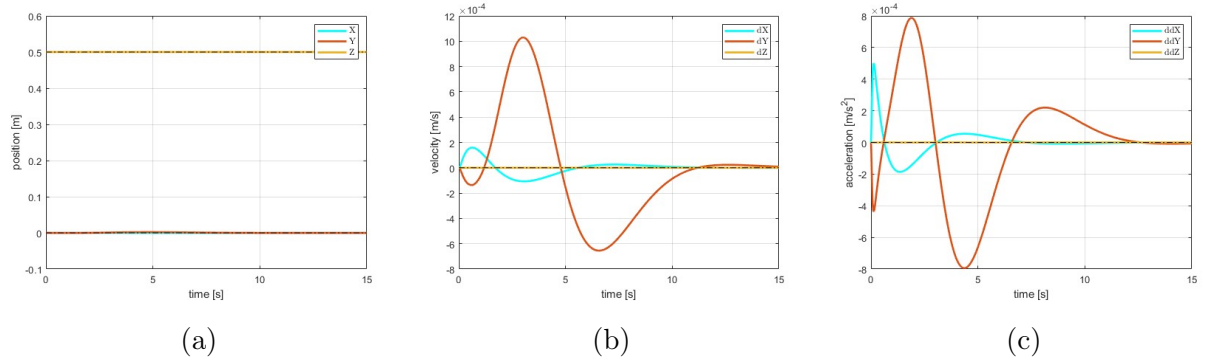 0.6
0.5
0.4
0.3
0.2
0.1
0
-0.1
position [m]
0 5 10 15
time [s]
X
Y
Z
(a)
12 ×10⁻⁴
10
8
6
4
2
0
-2
-4
-6
-8
velocity [m/s]
0 5 10 15
time [s]
dX
dY
dZ
(b)
8 ×10⁻⁴
6
4
2
0
-2
-4
-6
-8
acceleration [m/s²]
0 5 10 15
time [s]
ddX
ddY
ddZ
(c)